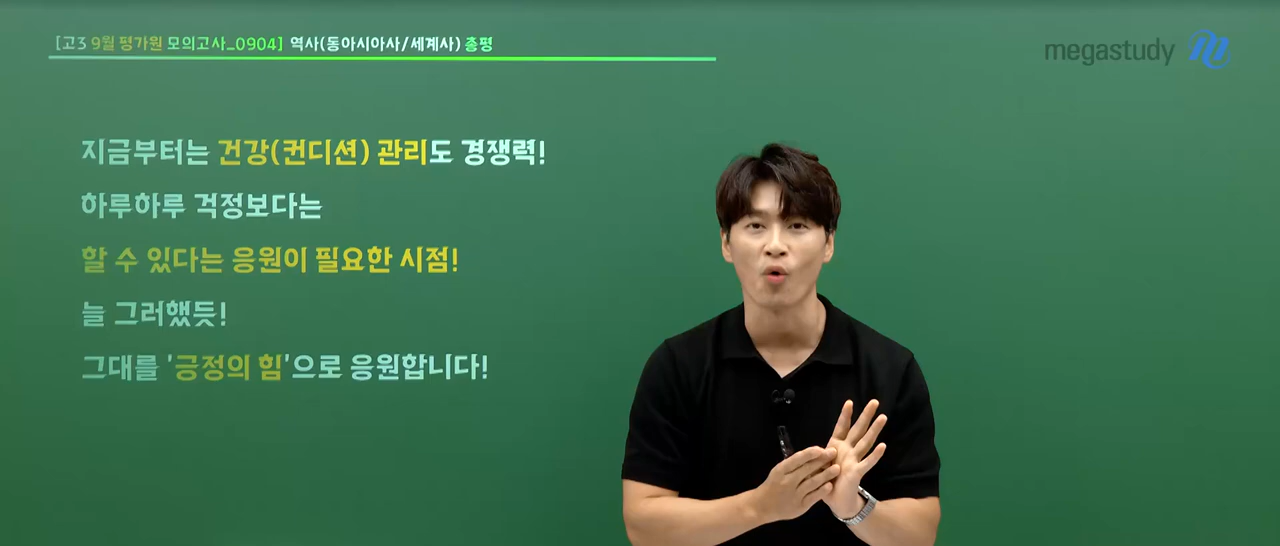 [고3 9월 평가원 모의고사_0904] 역사(동아시아사/세계사) 총평
megastudy
지금부터는 건강(컨디션) 관리도 경쟁력!
하루하루 걱정보다는
할 수 있다는 응원이 필요한 시점!
늘 그러했듯!
그대를 '긍정의 힘'으로 응원합니다!